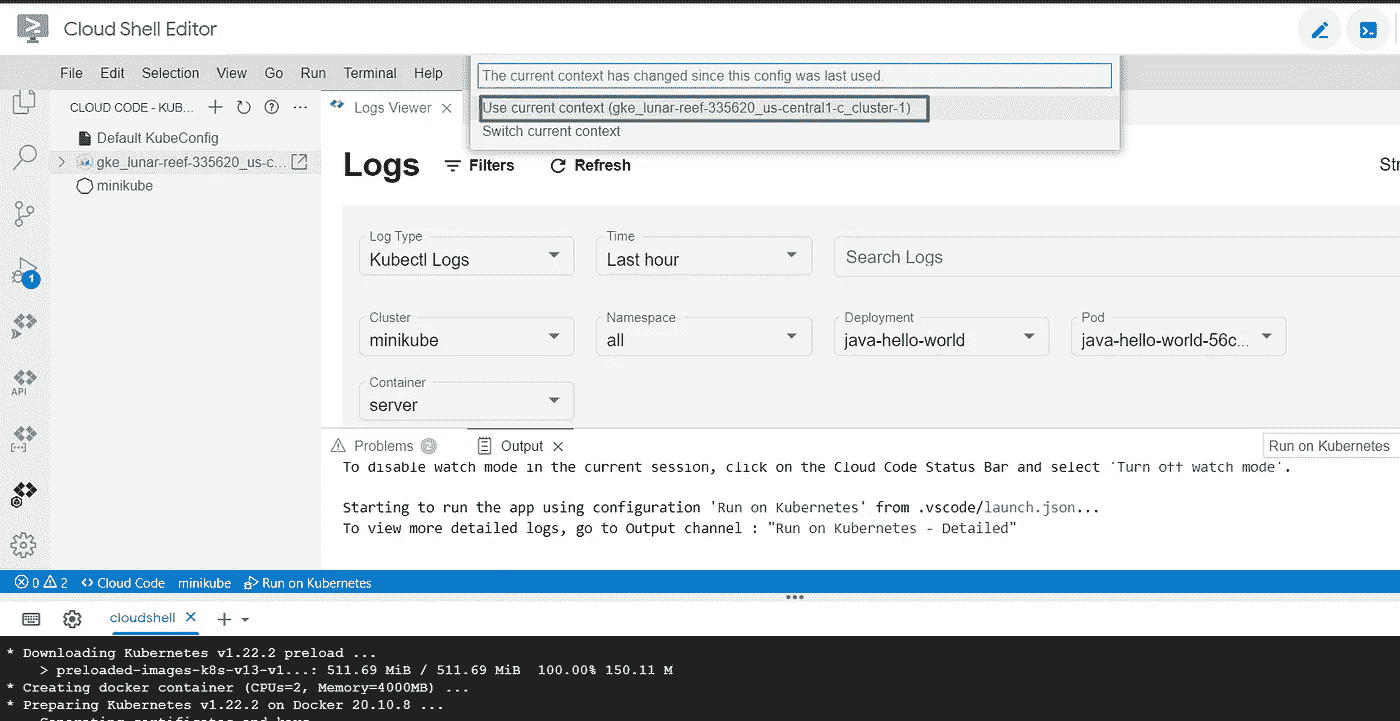 Cloud Shell Editor
File Edit Selection View Go Run Terminal Help
The current context has changed since this config was last used.
Use current context (gke_lunar-reef-335620_us-central1-c_cluster-1)
Switch current context
CLOUD CODE - KUB...
Default KubeConfig
gke_lunar-reef-335620_us-c...
minikube
1
API
Logs Viewer
Logs Filters Refresh
Log Type
Kubectl Logs
Time
Last hour
Search Logs
Cluster
minikube
Namespace
all
Deployment
java-hello-world
Pod
java-hello-world-56c...
Container
server
Problems 2 Output
Run on Kubernetes
To disable watch mode in the current session, click on the Cloud Code Status Bar and select `Turn off watch mode`.
Starting to run the app using configuration 'Run on Kubernetes' from .vscode/launch.json...
To view more detailed logs, go to Output channel : "Run on Kubernetes - Detailed"
0 2 Cloud Code minikube Run on Kubernetes
cloudshell
* Downloading Kubernetes v1.22.2 preload ...
> preloaded-images-k8s-v13-v1...: 511.69 MiB / 511.69 MiB 100.00% 150.11 M
* Creating docker container (CPUs=2, Memory=4000MB) ...
* Preparing Kubernetes v1.22.2 on Docker 20.10.8 ...